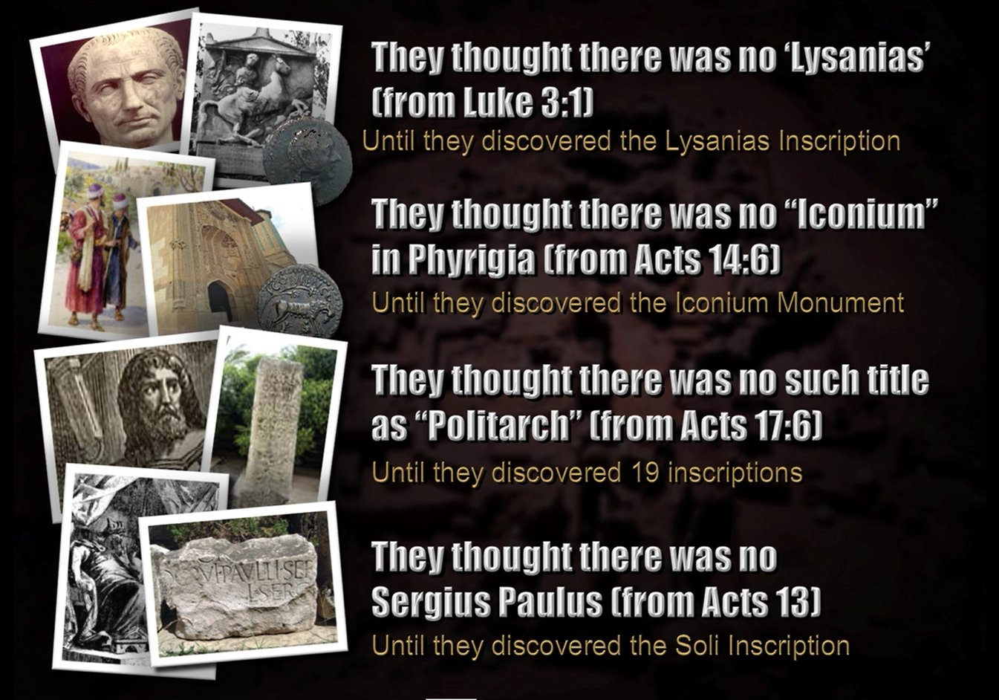 They thought there was no ‘Lysanias’
(from Luke 3:1)
Until they discovered the Lysanias Inscription
They thought there was no “Iconium”
in Phyrigia (from Acts 14:6)
Until they discovered the Iconium Monument
They thought there was no such title
as “Politarch” (from Acts 17:6)
Until they discovered 19 inscriptions
They thought there was no
Sergius Paulus (from Acts 13)
Until they discovered the Soli Inscription